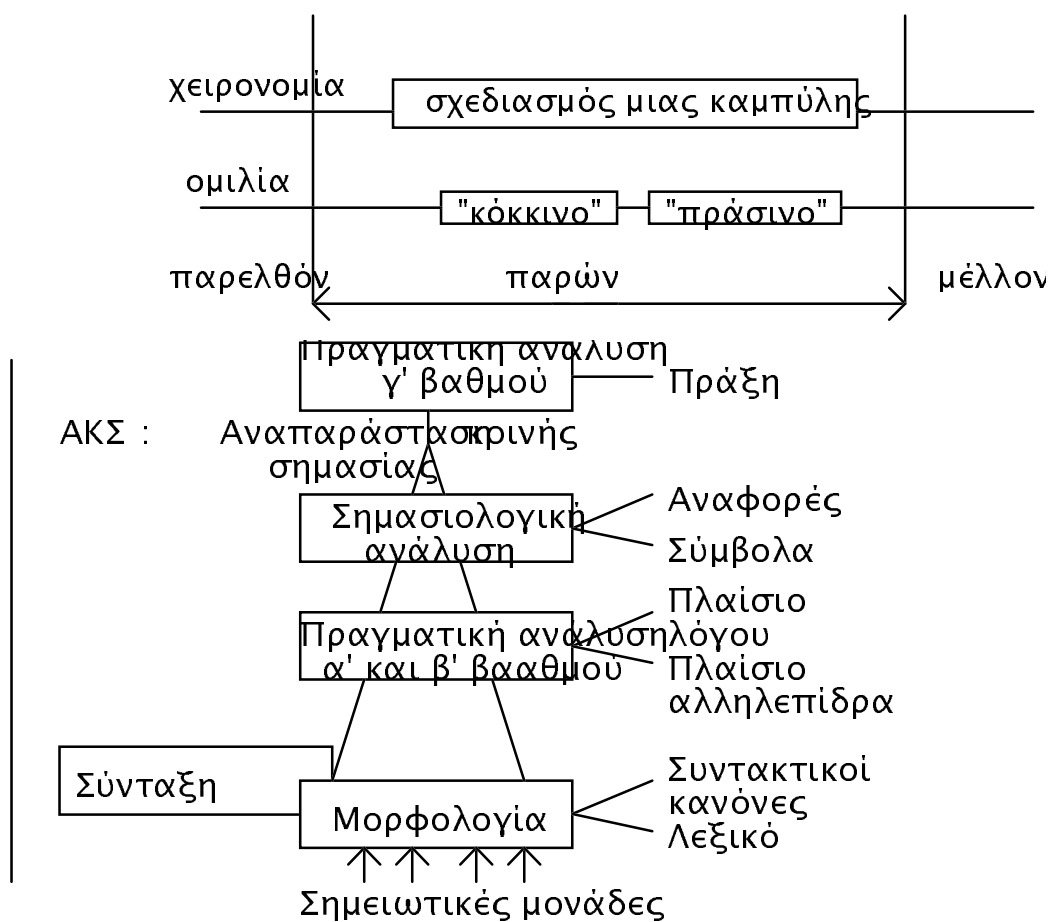 χειρονομία
σχεδιασμός μιας καμπύλης
ομιλία
"κόκκινο" "πράσινο"
παρελθόν παρών μέλλον
Πραγματική ανάλυση
γ' βαθμού
Πράξη
ΑΚΣ : Αναπαράσταση κοινής
σημασίας
Αναφορές
Σημασιολογική
ανάλυση
Σύμβολα
Πλαίσιο
Πραγματική ανάλυση λόγου
α' και β' βααθμού Πλαίσιο
αλληλεπίδρα
Συντακτικοί
Σύνταξη κανόνες
Μορφολογία Λεξικό
Σημειωτικές μονάδες